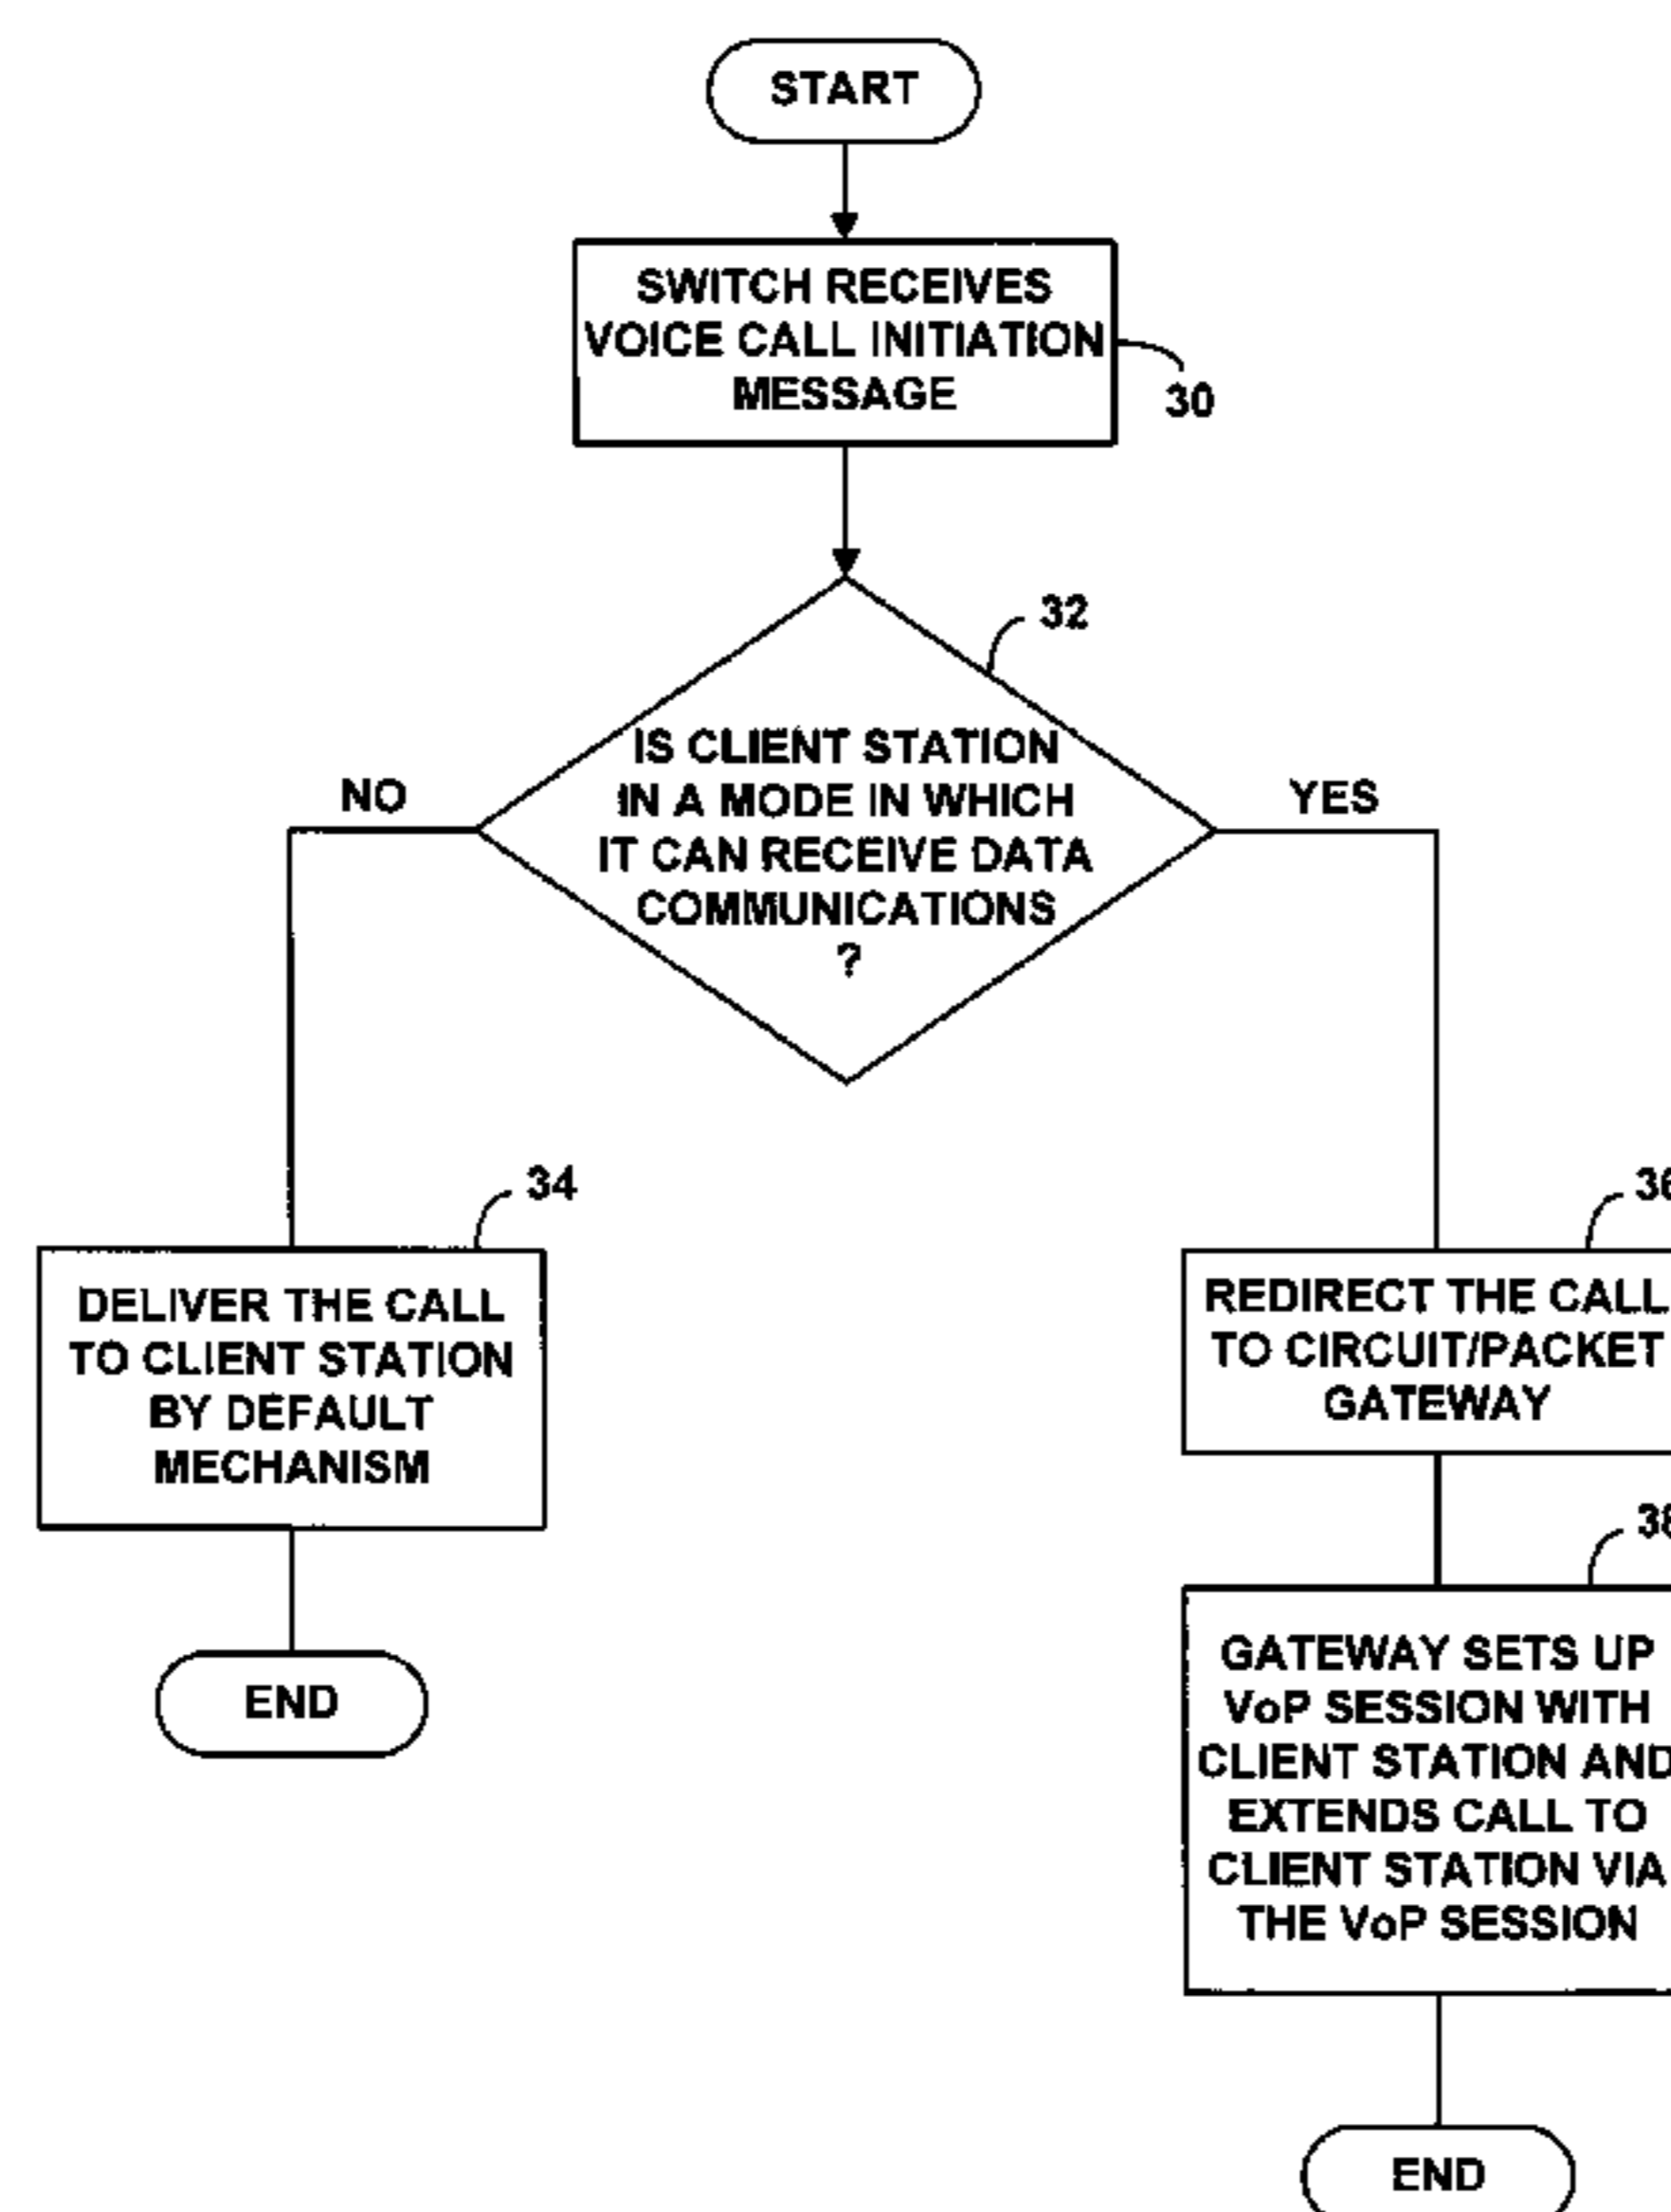 START
SWITCH RECEIVES
VOICE CALL INITIATION
MESSAGE
30
32
IS CLIENT STATION
IN A MODE IN WHICH
IT CAN RECEIVE DATA
COMMUNICATIONS
?
NO
YES
34
DELIVER THE CALL
TO CLIENT STATION
BY DEFAULT
MECHANISM
END
36
REDIRECT THE CALL
TO CIRCUIT/PACKET
GATEWAY
38
GATEWAY SETS UP
VoP SESSION WITH
CLIENT STATION AND
EXTENDS CALL TO
CLIENT STATION VIA
THE VoP SESSION
END